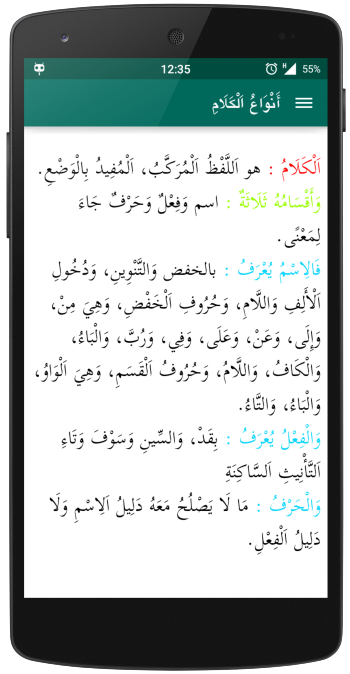 12:35
H
55%
أَنْوَاعُ اَلْكَلَامِ
اَلْكَلَامُ : هو اَللَّفْظُ اَلْمُرَكَّبُ، اَلْمُفِيدُ بِالْوَضْعِ.
وَأَقْسَامُهُ ثَلَاثَةٌ : اسم وَفِعْلٌ وَحَرْفٌ جَاءَ
لِمَعْنًى.
فَالِاسْمُ يُعْرَفُ : بالخفض وَالتَّنْوِينِ، وَدُخُولِ
اَلْأَلِفِ وَاللَّامِ، وَحُرُوفِ اَلْخَفْضِ، وَهِيَ مِنْ،
وَإِلَى، وَعَنْ، وَعَلَى، وَفِي، وَرُبَّ، وَالْبَاءُ،
وَالْكَافُ، وَاللَّامُ، وَحُرُوفُ اَلْقَسَمِ، وَهِيَ اَلْوَاوُ،
وَالْبَاءُ، وَالتَّاءُ.
وَالْفِعْلُ يُعْرَفُ : بِقَدْ، وَالسِّينِ وَسَوْفَ وَتَاءِ
اَلتَّأْنِيثِ اَلسَّاكِنَةِ
وَالْحَرْفُ : مَا لَا يَصْلُحُ مَعَهُ دَلِيلُ اَلِاسْمِ وَلَا
دَلِيلُ اَلْفِعْلِ.